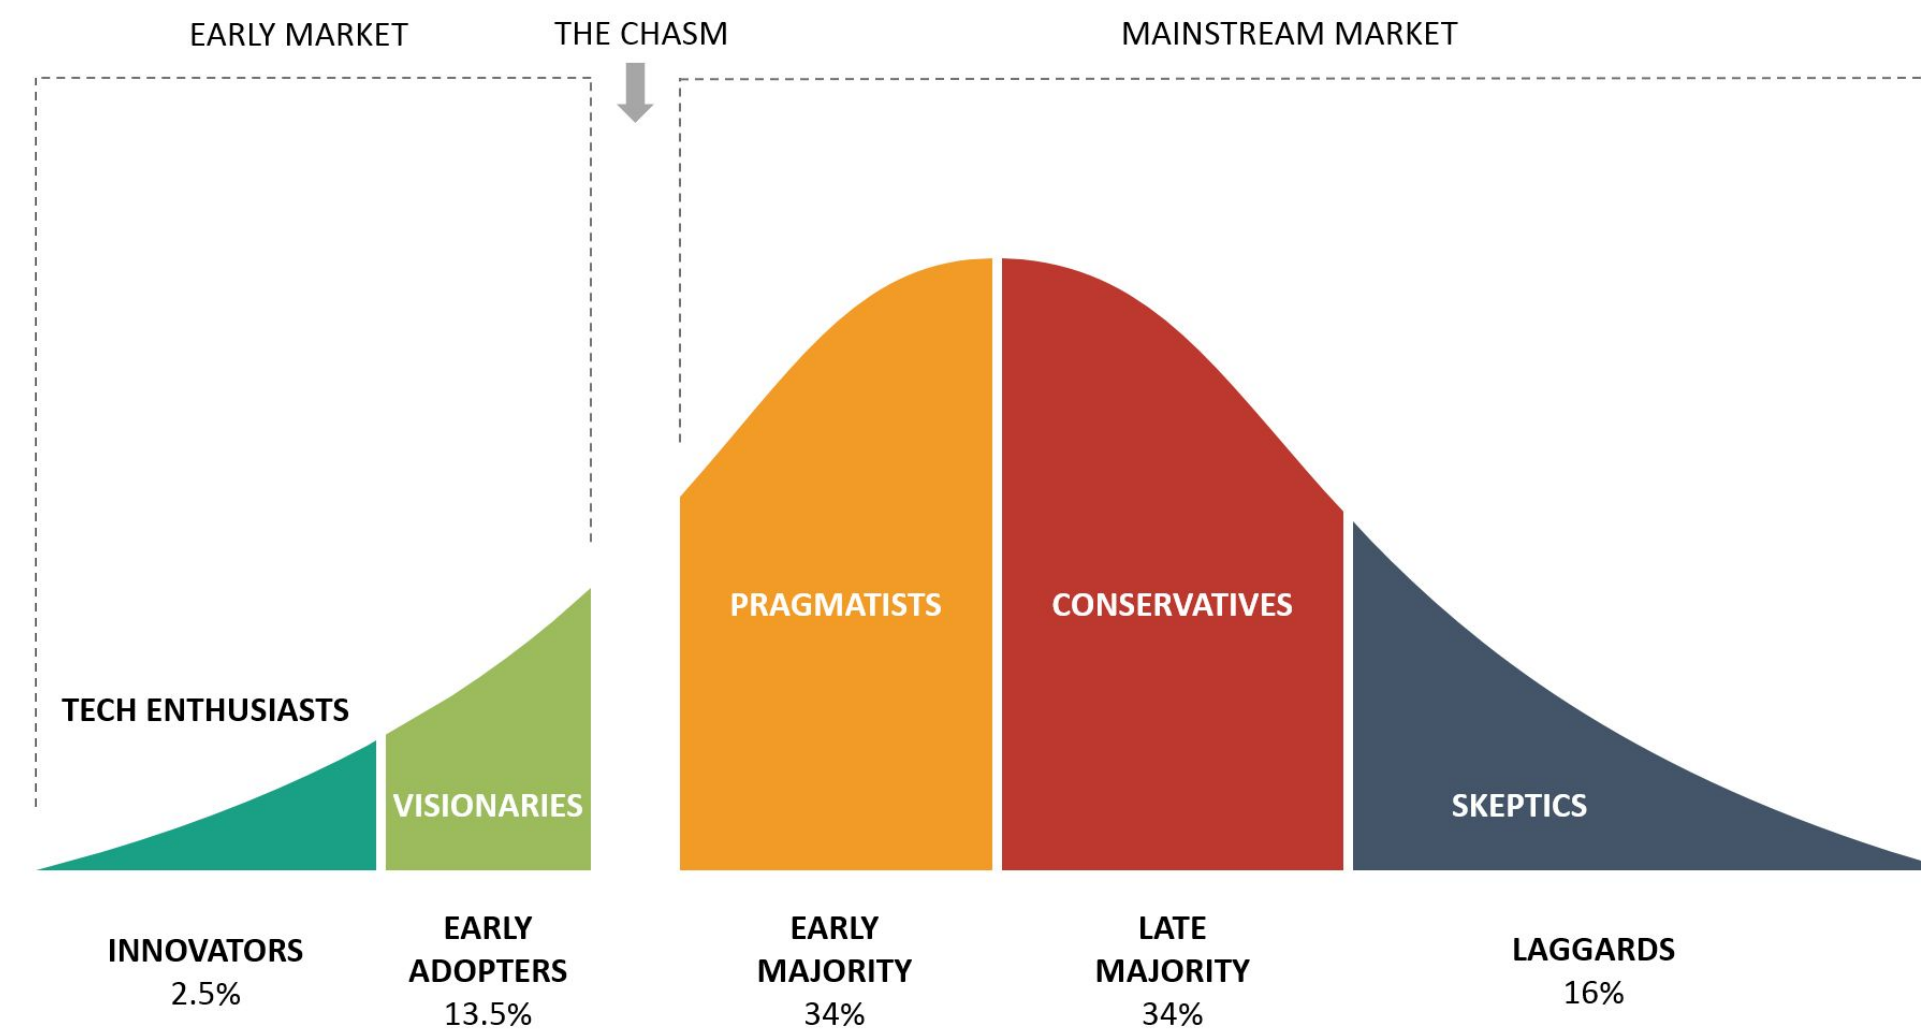 EARLY MARKET
THE CHASM
MAINSTREAM MARKET
TECH ENTHUSIASTS
VISIONARIES
PRAGMATISTS
CONSERVATIVES
SKEPTICS
INNOVATORS
2.5%
EARLY
ADOPTERS
13.5%
EARLY
MAJORITY
34%
LATE
MAJORITY
34%
LAGGARDS
16%